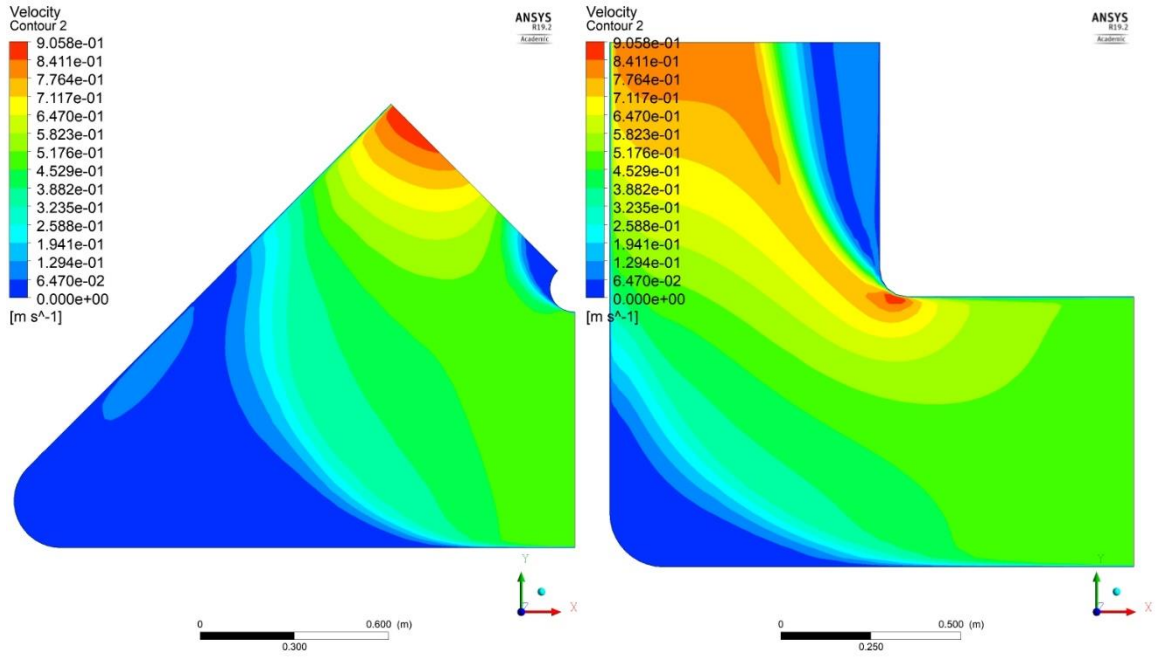 Velocity
Contour 2
9.058e-01
8.411e-01
7.764e-01
7.117e-01
6.470e-01
5.823e-01
5.176e-01
4.529e-01
3.882e-01
3.235e-01
2.588e-01
1.941e-01
1.294e-01
6.470e-02
0.000e+00
[m s^-1]
ANSYS
R19.2
Academic
Y
Z
X
0
0.600 (m)
0.300
Velocity
Contour 2
9.058e-01
8.411e-01
7.764e-01
7.117e-01
6.470e-01
5.823e-01
5.176e-01
4.529e-01
3.882e-01
3.235e-01
2.588e-01
1.941e-01
1.294e-01
6.470e-02
0.000e+00
[m s^-1]
ANSYS
R19.2
Academic
Y
Z
X
0
0.500 (m)
0.250